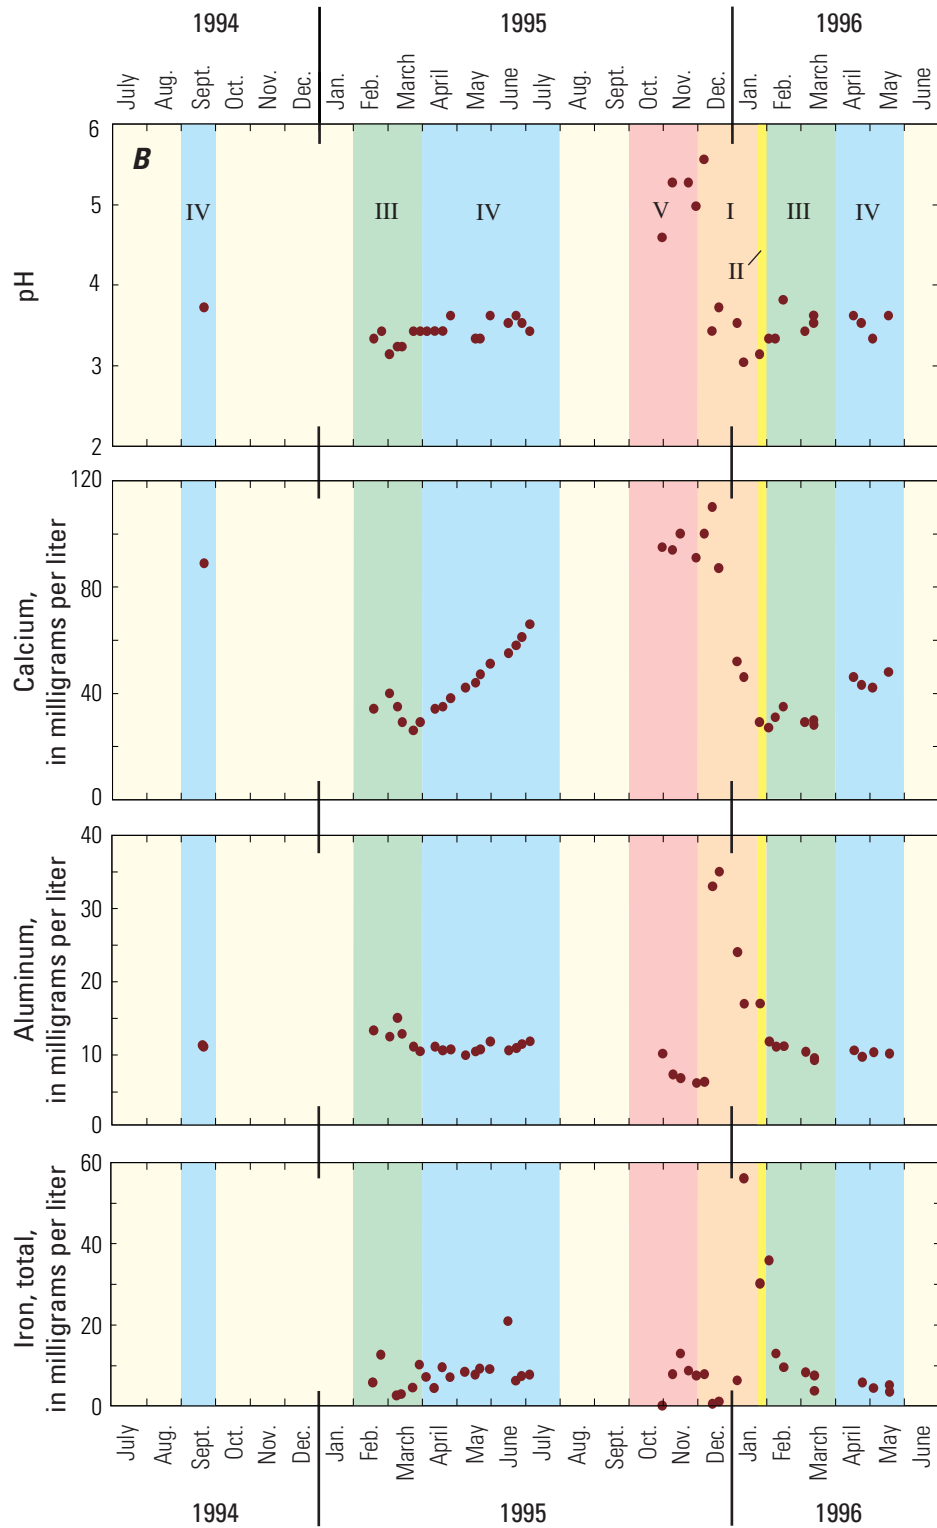 1994 1995 1996
July Aug. Sept. Oct. Nov. Dec. Jan. Feb. March April May June July Aug. Sept. Oct. Nov. Dec. Jan. Feb. March April May June
B
pH
6
5
4
3
2
IV III IV V I III IV
II
Calcium,
in milligrams per liter
120
80
40
0
Aluminum,
in milligrams per liter
40
30
20
10
0
Iron, total,
in milligrams per liter
60
40
20
0
July Aug. Sept. Oct. Nov. Dec. Jan. Feb. March April May June July Aug. Sept. Oct. Nov. Dec. Jan. Feb. March April May June
1994 1995 1996